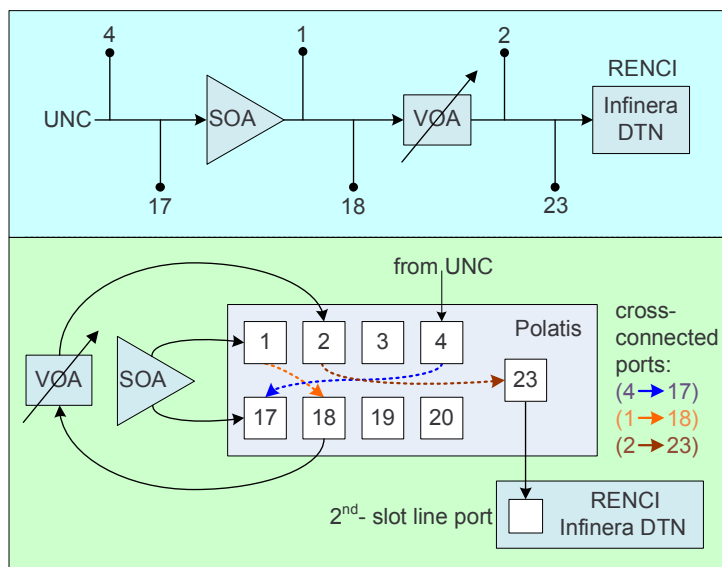 4
1
2
RENCI
UNC
SOA
VOA
Infinera
DTN
17
18
23
from UNC
Polatis
cross-
connected
ports:
(4→17)
(1→18)
(2→23)
1
2
3
4
23
VOA
SOA
17
18
19
20
2nd- slot line port
RENCI
Infinera DTN